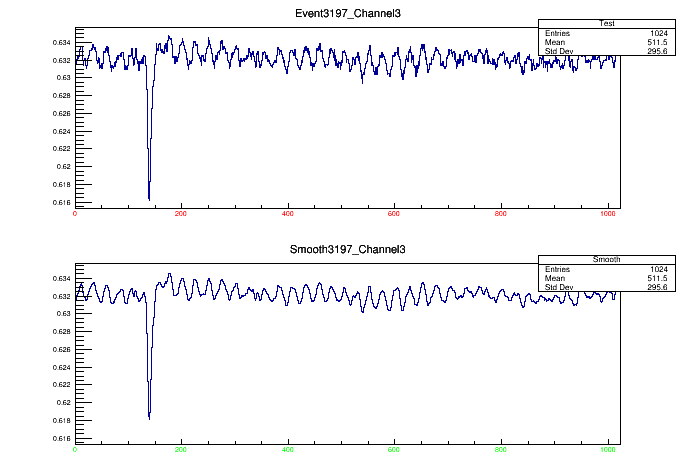 Event3197_Channel3
Test
Entries 1024
Mean 511.5
Std Dev 295.6
0.634
0.632
0.63
0.628
0.626
0.624
0.622
0.62
0.618
0.616
0 200 400 600 800 1000
Smooth3197_Channel3
Smooth
Entries 1024
Mean 511.5
Std Dev 295.6
0.634
0.632
0.63
0.628
0.626
0.624
0.622
0.62
0.618
0.616
0 200 400 600 800 1000